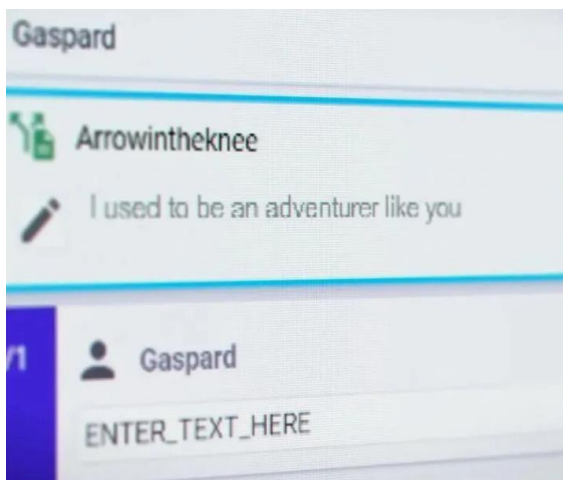 Gaspard
Arrowintheknee
I used to be an adventurer like you
Gaspard
ENTER_TEXT_HERE